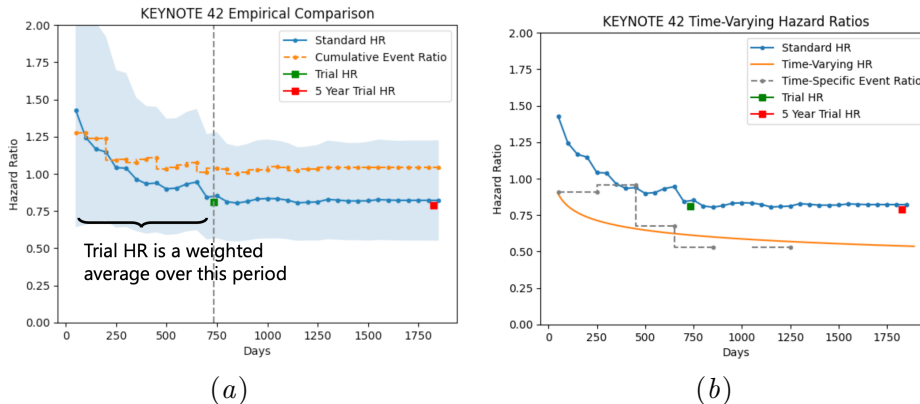 KEYNOTE 42 Empirical Comparison
2.00
1.75
1.50
1.25
1.00
0.75
0.50
0.25
0.00
Hazard Ratio
Standard HR
Cumulative Event Ratio
Trial HR
5 Year Trial HR
Trial HR is a weighted
average over this period
0 250 500 750 1000 1250 1500 1750
Days
(a)
KEYNOTE 42 Time-Varying Hazard Ratios
2.00
1.75
1.50
1.25
1.00
0.75
0.50
0.25
0.00
Hazard Ratio
Standard HR
Time-Varying HR
Time-Specific Event Ratio
Trial HR
5 Year Trial HR
0 250 500 750 1000 1250 1500 1750
Days
(b)